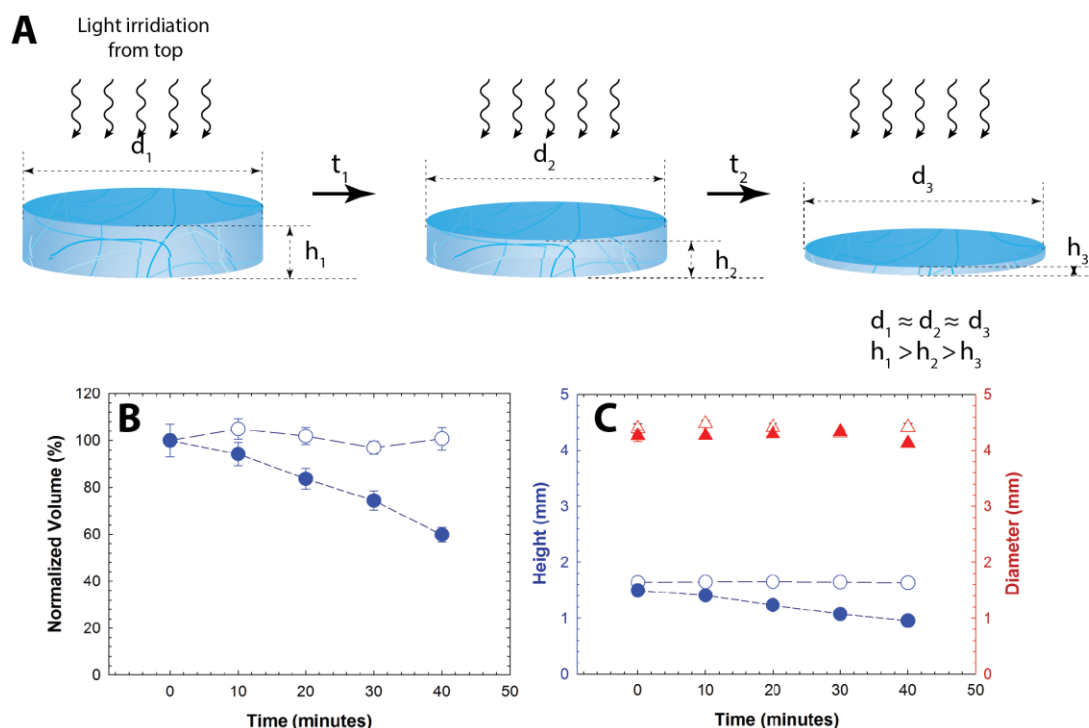 A
Light irridiation
from top
d1
t1
d2
t2
d3
h1
h2
h3
d1 ≈ d2 ≈ d3
h1 > h2 > h3
B
Normalized Volume (%)
120
100
80
60
40
20
0
0 10 20 30 40 50
Time (minutes)
C
Height (mm)
5
4
3
2
1
0
0 10 20 30 40 50
Time (minutes)
5
4
3
2
1
0
Diameter (mm)